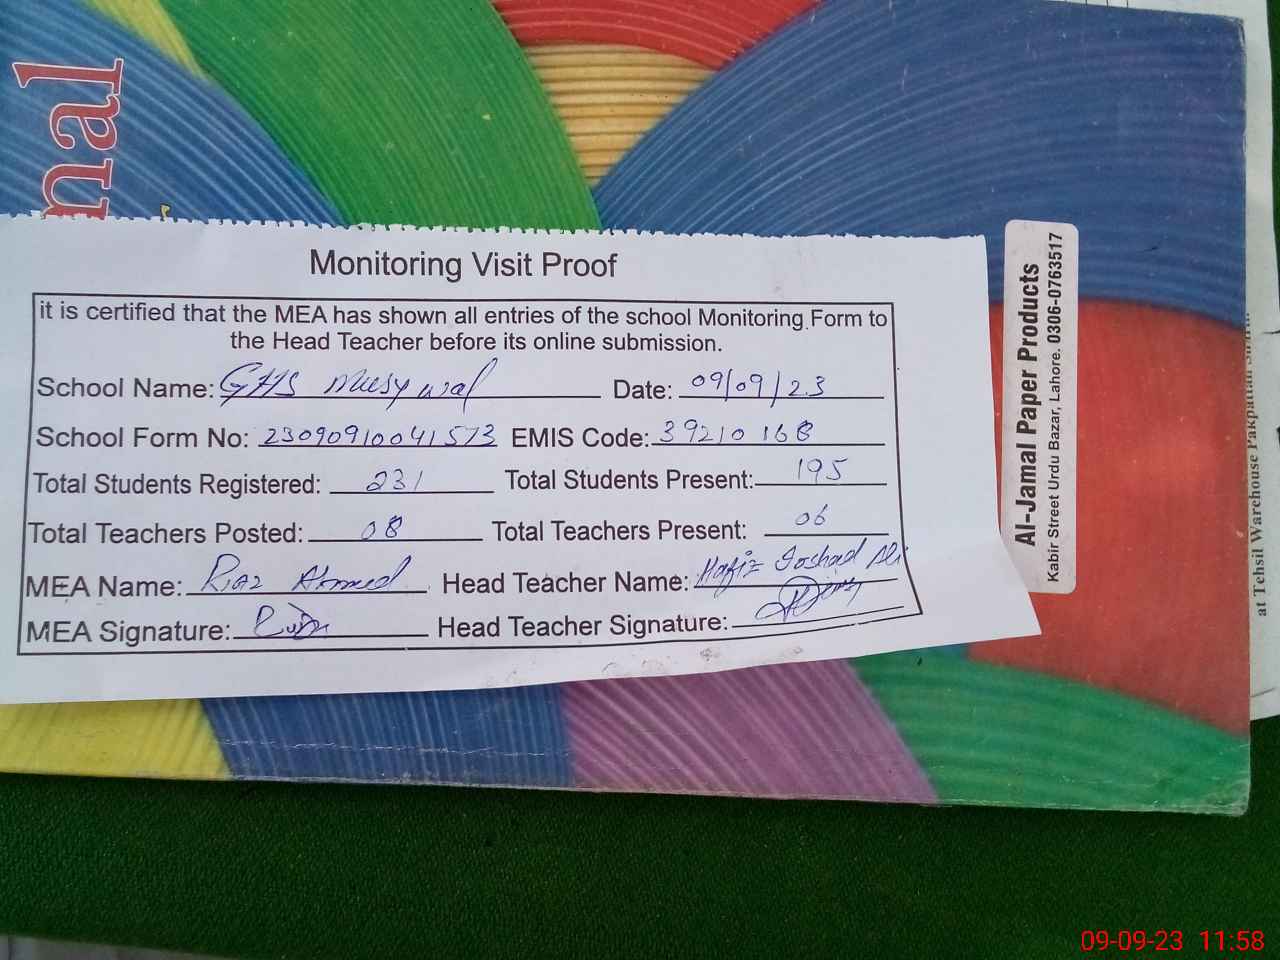 nal
Monitoring Visit Proof
it is certified that the MEA has shown all entries of the school Monitoring Form to
the Head Teacher before its online submission.
School Name: GHS Date: 09/09/23
School Form No: 23090910041573 EMIS Code: 39210168
Total Students Registered: 231 Total Students Present: 195
Total Teachers Posted: 08 Total Teachers Present: 06
MEA Name: Riaz Ahmed Head Teacher Name: Hafiz Ali
MEA Signature: Head Teacher Signature:
Al-Jamal Paper Products
Kabir Street Urdu Bazar, Lahore. 0306-0763517
at Tehsil Warehouse Pakpattan
09-09-23 11:58